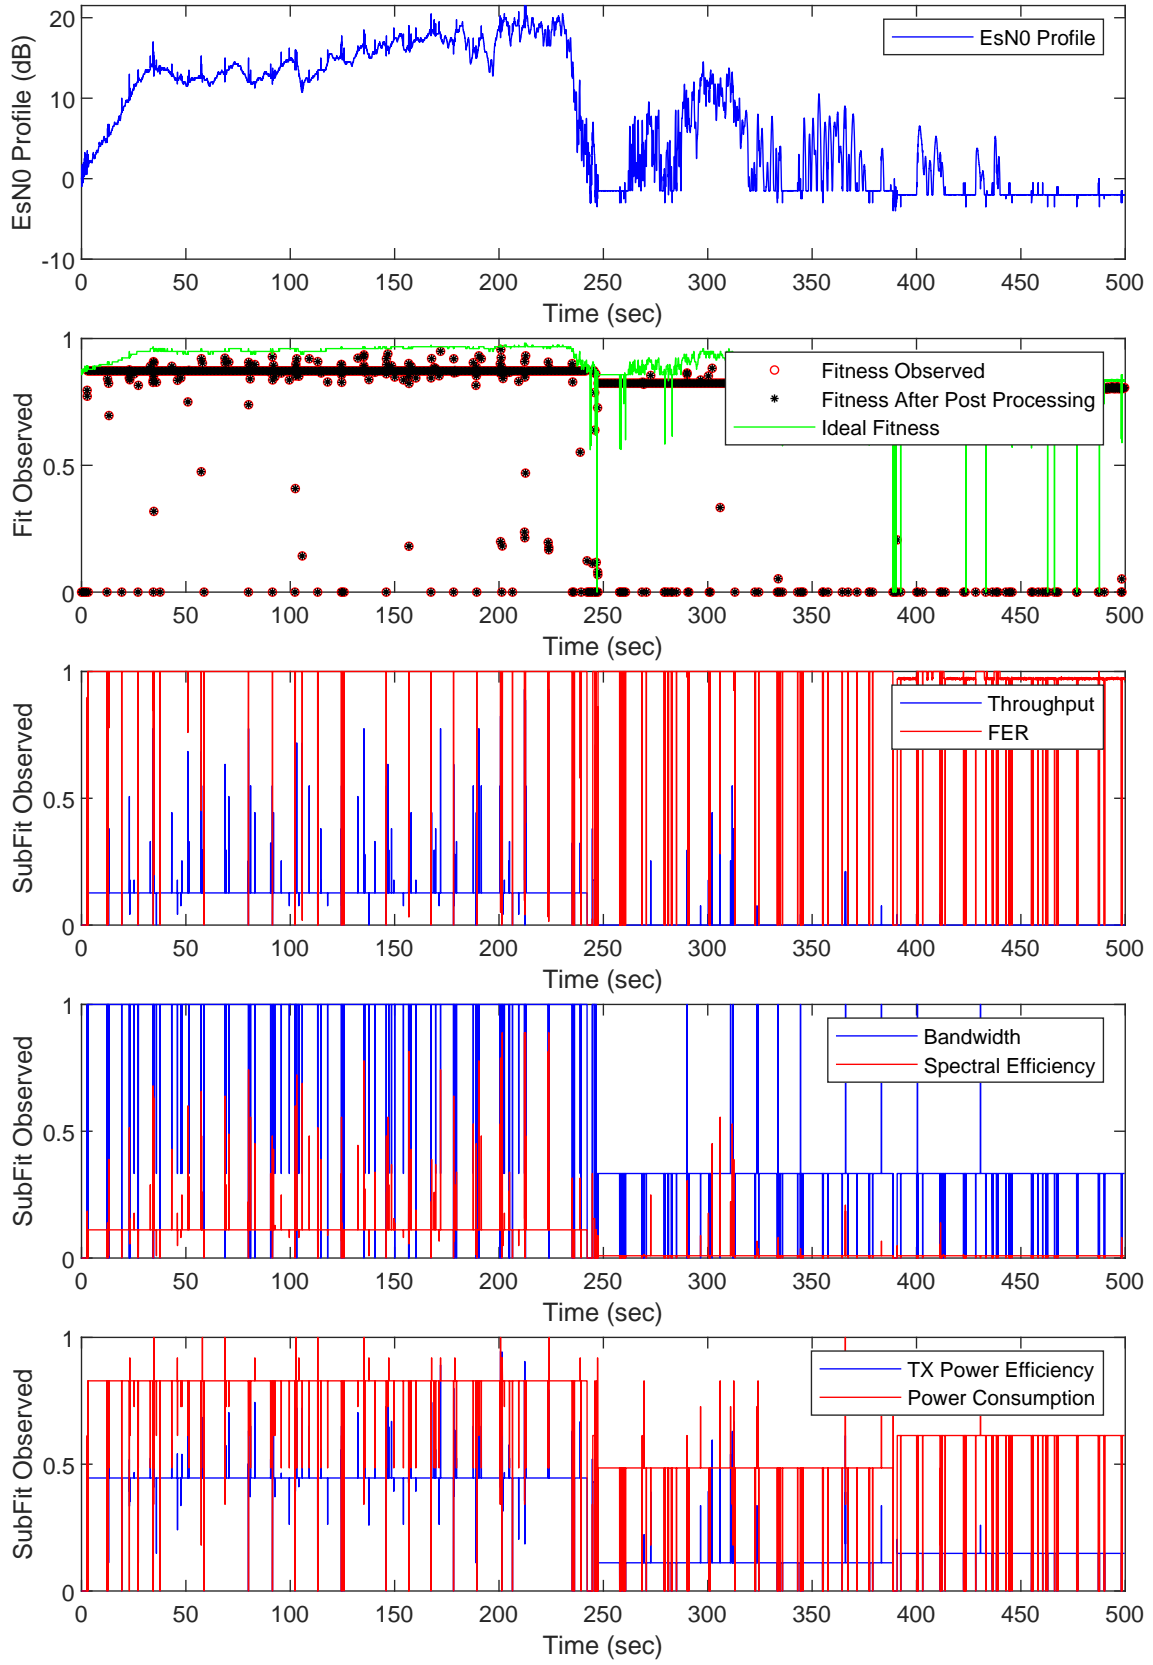 20
10
0
-10
EsN0 Profile (dB)
EsN0 Profile
0 50 100 150 200 250 300 350 400 450 500
Time (sec)
1
0.5
0
Fit Observed
Fitness Observed
Fitness After Post Processing
Ideal Fitness
0 50 100 150 200 250 300 350 400 450 500
Time (sec)
1
0.5
0
SubFit Observed
Throughput
FER
0 50 100 150 200 250 300 350 400 450 500
Time (sec)
1
0.5
0
SubFit Observed
Bandwidth
Spectral Efficiency
0 50 100 150 200 250 300 350 400 450 500
Time (sec)
1
0.5
0
SubFit Observed
TX Power Efficiency
Power Consumption
0 50 100 150 200 250 300 350 400 450 500
Time (sec)